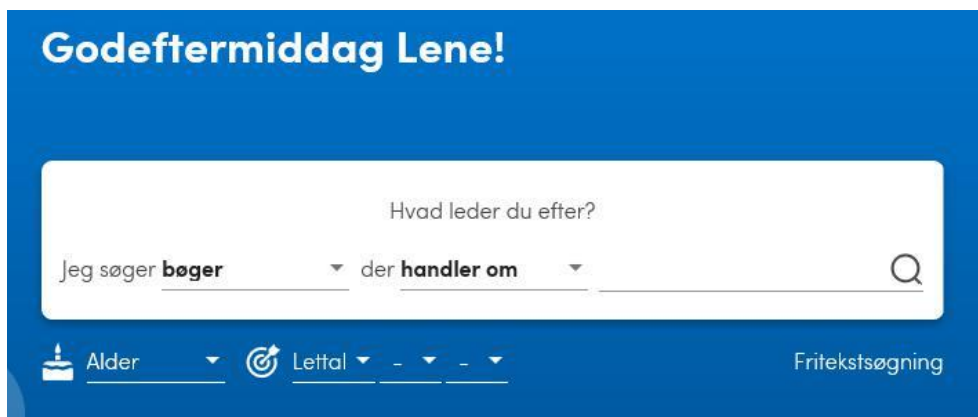 Godeftermiddag Lene!
Hvad leder du efter?
Jeg søger bøger der handler om
Alder Lettal - - Fritekstsøgning